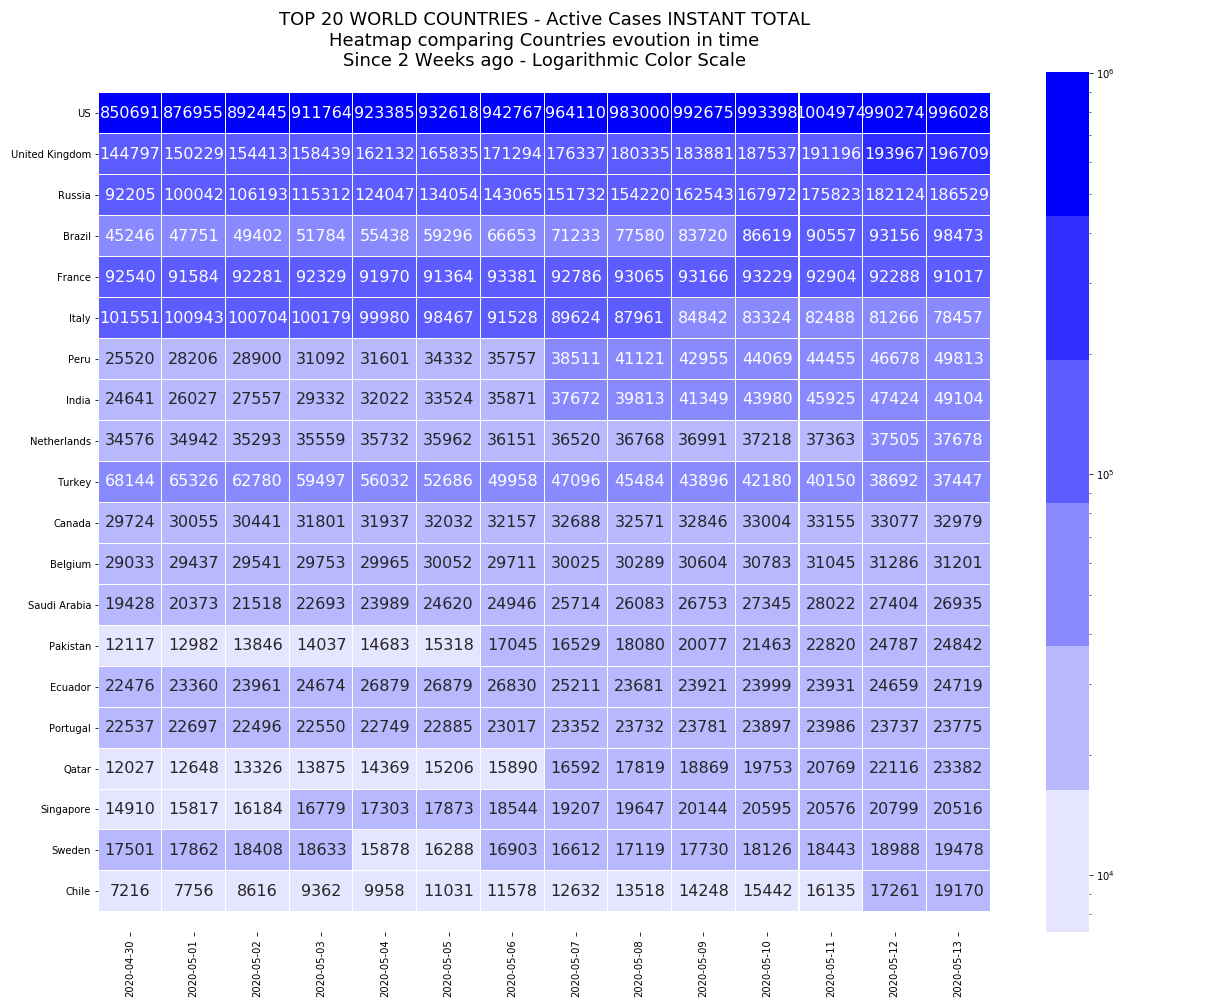 TOP 20 WORLD COUNTRIES - Active Cases INSTANT TOTAL
Heatmap comparing Countries evoution in time
Since 2 Weeks ago - Logarithmic Color Scale
US 850691 876955 892445 911764 923385 932618 942767 964110 983000 992675 993398 1004974 990274 996028
United Kingdom 144797 150229 154413 158439 162132 165835 171294 176337 180335 183881 187537 191196 193967 196709
Russia 92205 100042 106193 115312 124047 134054 143065 151732 154220 162543 167972 175823 182124 186529
Brazil 45246 47751 49402 51784 55438 59296 66653 71233 77580 83720 86619 90557 93156 98473
France 92540 91584 92281 92329 91970 91364 93381 92786 93065 93166 93229 92904 92288 91017
Italy 101551 100943 100704 100179 99980 98467 91528 89624 87961 84842 83324 82488 81266 78457
Peru 25520 28206 28900 31092 31601 34332 35757 38511 41121 42955 44069 44455 46678 49813
India 24641 26027 27557 29332 32022 33524 35871 37672 39813 41349 43980 45925 47424 49104
Netherlands 34576 34942 35293 35559 35732 35962 36151 36520 36768 36991 37218 37363 37505 37678
Turkey 68144 65326 62780 59497 56032 52686 49958 47096 45484 43896 42180 40150 38692 37447
Canada 29724 30055 30441 31801 31937 32032 32157 32688 32571 32846 33004 33155 33077 32979
Belgium 29033 29437 29541 29753 29965 30052 29711 30025 30289 30604 30783 31045 31286 31201
Saudi Arabia 19428 20373 21518 22693 23989 24620 24946 25714 26083 26753 27345 28022 27404 26935
Pakistan 12117 12982 13846 14037 14683 15318 17045 16529 18080 20077 21463 22820 24787 24842
Ecuador 22476 23360 23961 24674 26879 26879 26830 25211 23681 23921 23999 23931 24659 24719
Portugal 22537 22697 22496 22550 22749 22885 23017 23352 23732 23781 23897 23986 23737 23775
Qatar 12027 12648 13326 13875 14369 15206 15890 16592 17819 18869 19753 20769 22116 23382
Singapore 14910 15817 16184 16779 17303 17873 18544 19207 19647 20144 20595 20576 20799 20516
Sweden 17501 17862 18408 18633 15878 16288 16903 16612 17119 17730 18126 18443 18988 19478
Chile 7216 7756 8616 9362 9958 11031 11578 12632 13518 14248 15442 16135 17261 19170
2020-04-30 2020-05-01 2020-05-02 2020-05-03 2020-05-04 2020-05-05 2020-05-06 2020-05-07 2020-05-08 2020-05-09 2020-05-10 2020-05-11 2020-05-12 2020-05-13
10⁶
10⁵
10⁴